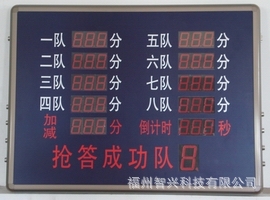 一队 888 分 五队 888 分
二队 888 分 六队 888 分
三队 888 分 七队 888 分
四队 888 分 八队 888 分
加减 888 分 倒计时 888 秒
抢答成功队 8
福州智兴科技有限公司